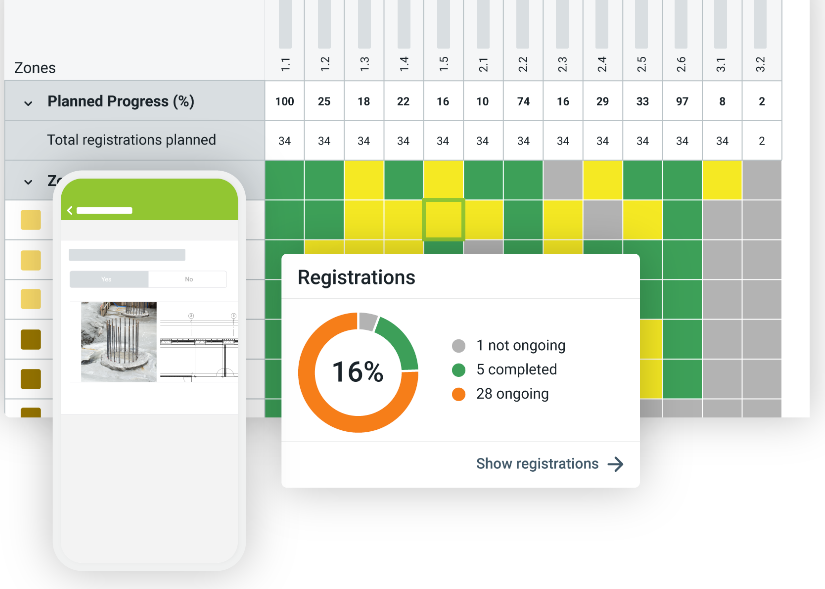 Zones
1.1 1.2 1.3 1.4 1.5 2.1 2.2 2.3 2.4 2.5 2.6 3.1 3.2
Planned Progress (%) 100 25 18 22 16 10 74 16 29 33 97 8 2
Total registrations planned 34 34 34 34 34 34 34 34 34 34 34 34 2
Yes No
Registrations
16%
1 not ongoing
5 completed
28 ongoing
Show registrations